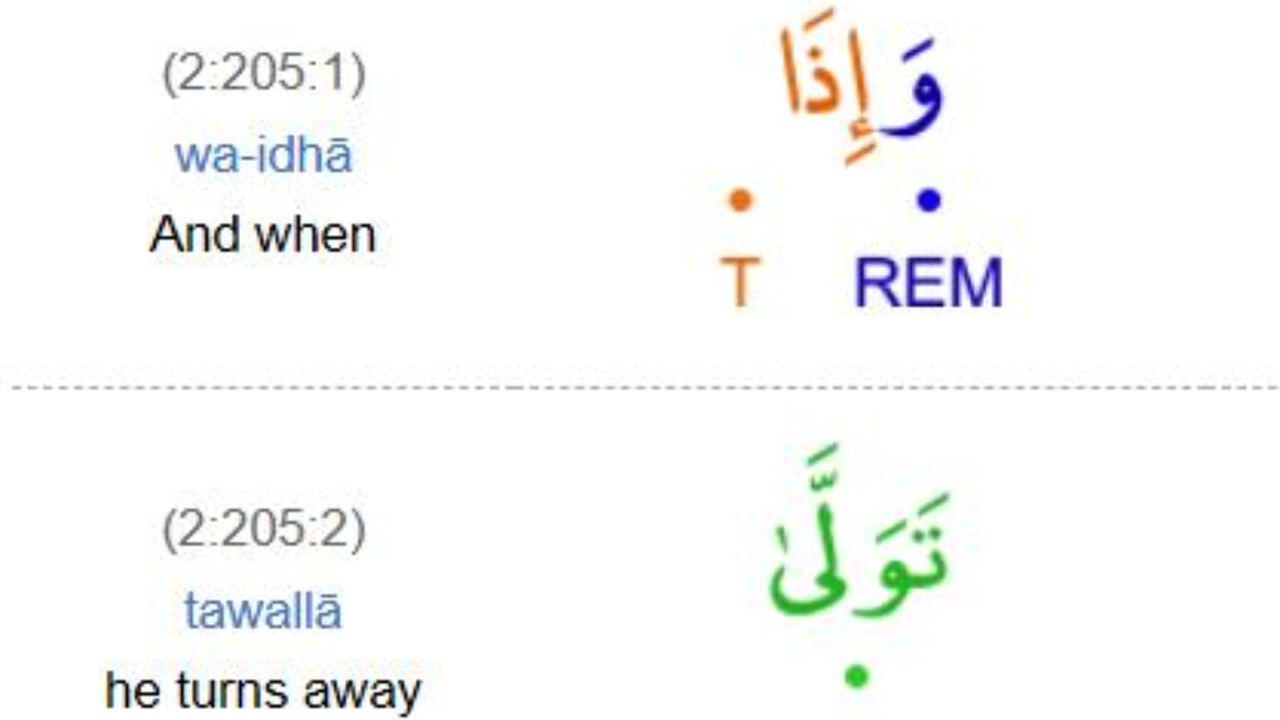 (2:205:1)
wa-idhā
And when
وَإِذَا
T REM
(2:205:2)
tawallā
he turns away
تَوَلَّىٰ